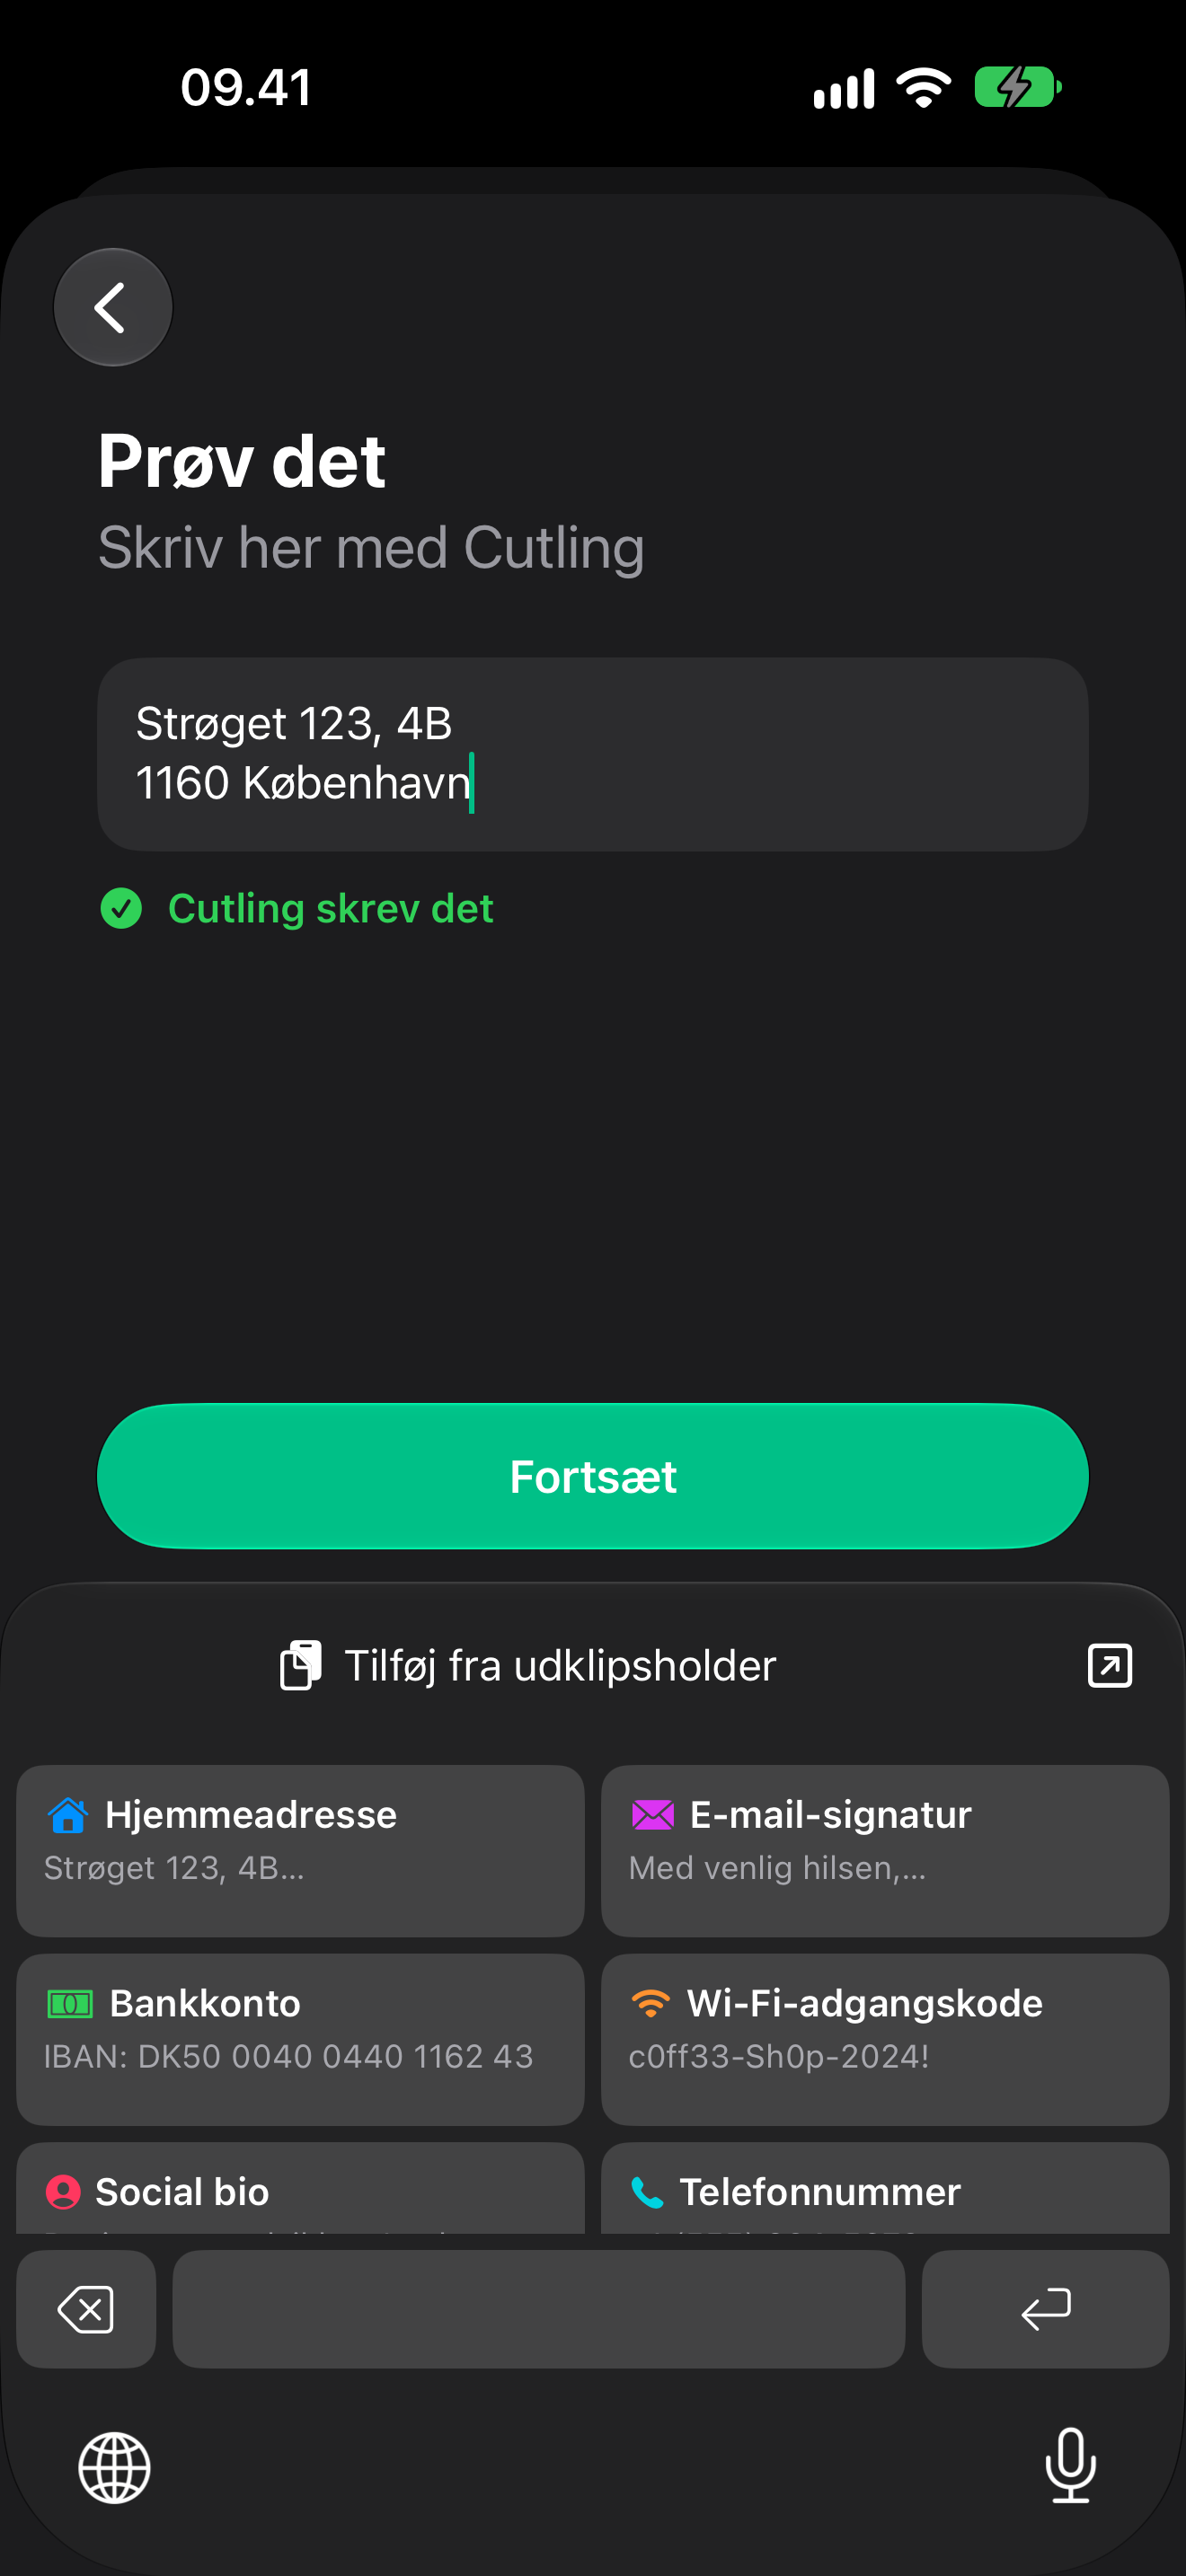 09.41
Prøv det
Skriv her med Cutling
Strøget 123, 4B
1160 København
Cutling skrev det
Fortsæt
Tilføj fra udklipsholder
Hjemmeadresse
Strøget 123, 4B...
E-mail-signatur
Med venlig hilsen,...
Bankkonto
IBAN: DK50 0040 0440 1162 43
Wi-Fi-adgangskode
c0ff33-Sh0p-2024!
Social bio
Telefonnummer